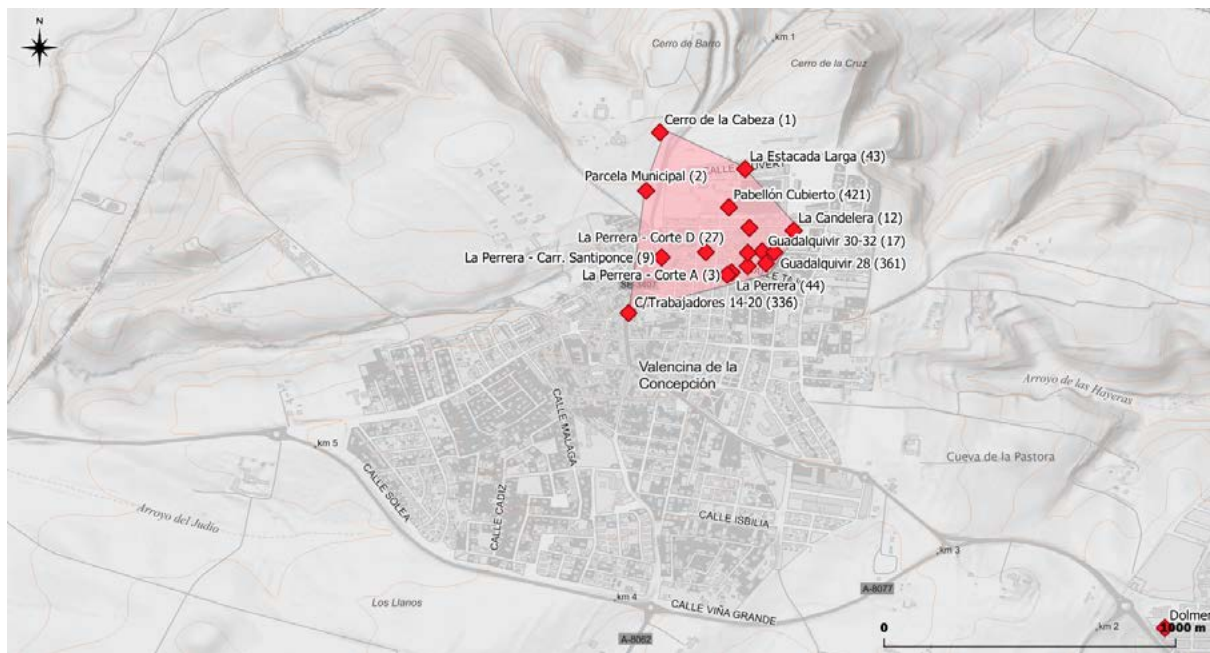 N
km 1
Cerro de Barro
Cerro de la Cruz
Cerro de la Cabeza (1)
La Estacada Larga (43)
Parcela Municipal (2)
Pabellón Cubierto (421)
La Candelera (12)
La Perrera - Corte D (27)
Guadalquivir 30-32 (17)
La Perrera - Carr. Santiponce (9)
Guadalquivir 28 (361)
La Perrera - Corte A (3)
La Perrera (44)
C/Trabajadores 14-20 (336)
Valencina de la
Concepción
Arroyo de las Hayeras
CALLE MALAGA
km 5
Cueva de la Pastora
CALLE SOLEA
CALLE CADIZ
Arroyo del Judío
CALLE ISBILIA
km 3
A-8077
Los Llanos
km 4
CALLE VIÑA GRANDE
A-8062
km 2
Dolmen
0
1000 m